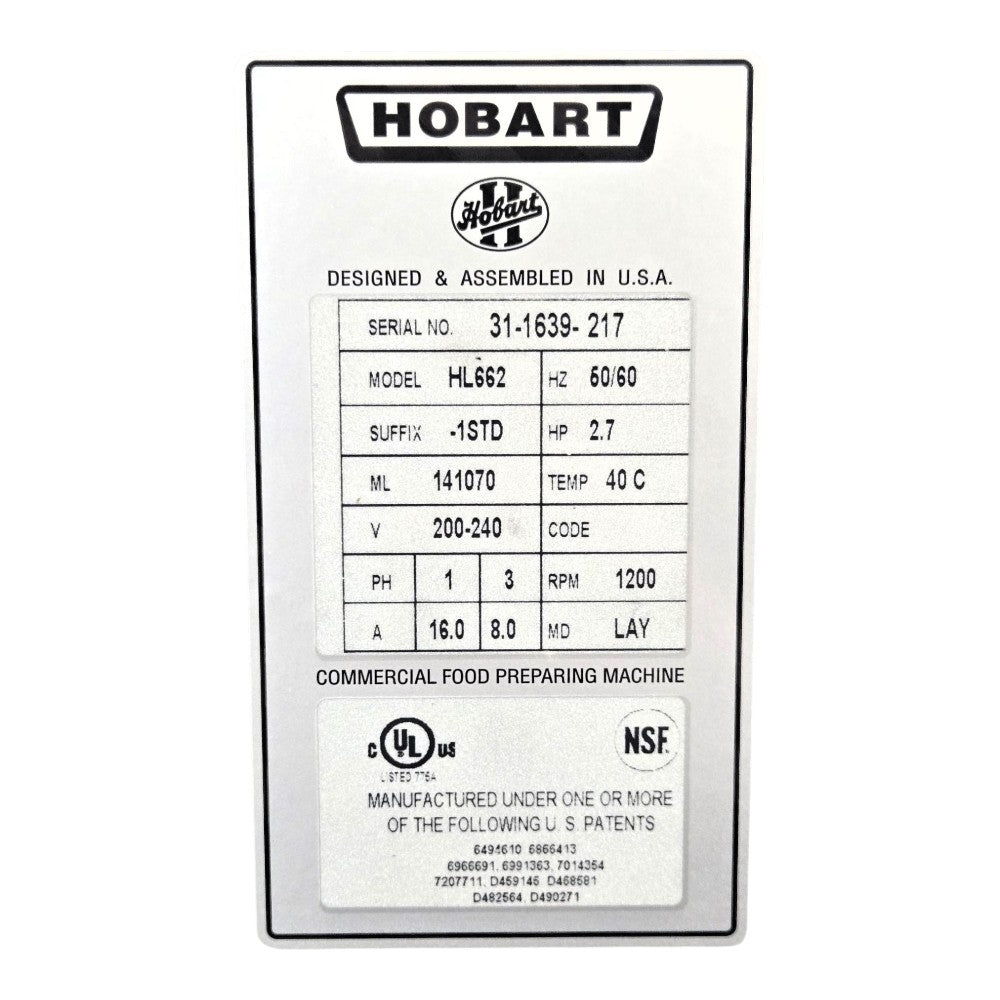 HOBART
Hobart
DESIGNED & ASSEMBLED IN U.S.A.
SERIAL NO. 31-1639- 217
MODEL HL662 HZ 50/60
SUFFIX -1STD HP 2.7
ML 141070 TEMP 40 C
V 200-240 CODE
PH 1 3 RPM 1200
A 16.0 8.0 MD LAY
COMMERCIAL FOOD PREPARING MACHINE
C UL US NSF
LISTED 776A
MANUFACTURED UNDER ONE OR MORE
OF THE FOLLOWING U. S. PATENTS
6494610 6866413
6966691, 6991363, 7014354
7207711, D459146 D468581
D482564, D490271